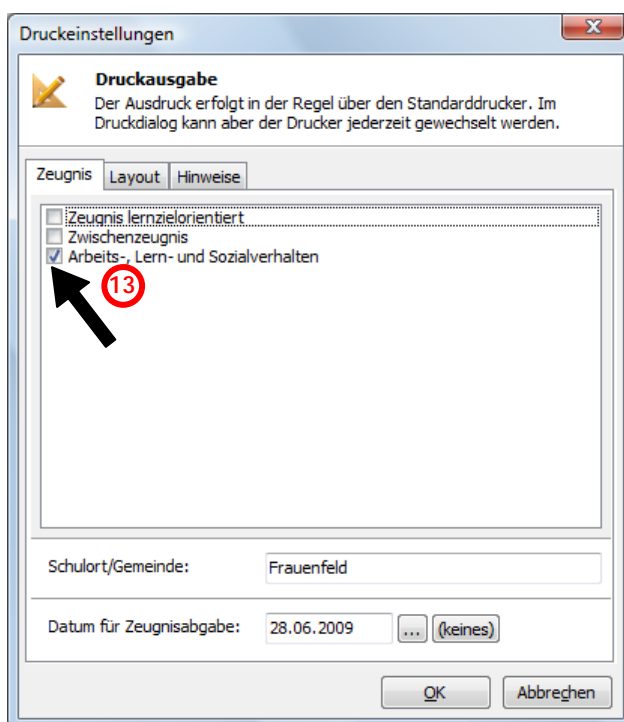 Druckeinstellungen
x
Druckausgabe
Der Ausdruck erfolgt in der Regel über den Standarddrucker. Im
Druckdialog kann aber der Drucker jederzeit gewechselt werden.
Zeugnis Layout Hinweise
Zeugnis lernzielorientiert
Zwischenzeugnis
Arbeits-, Lern- und Sozialverhalten
13
Schulort/Gemeinde: Frauenfeld
Datum für Zeugnisabgabe: 28.06.2009 ... (keines)
OK Abbrechen